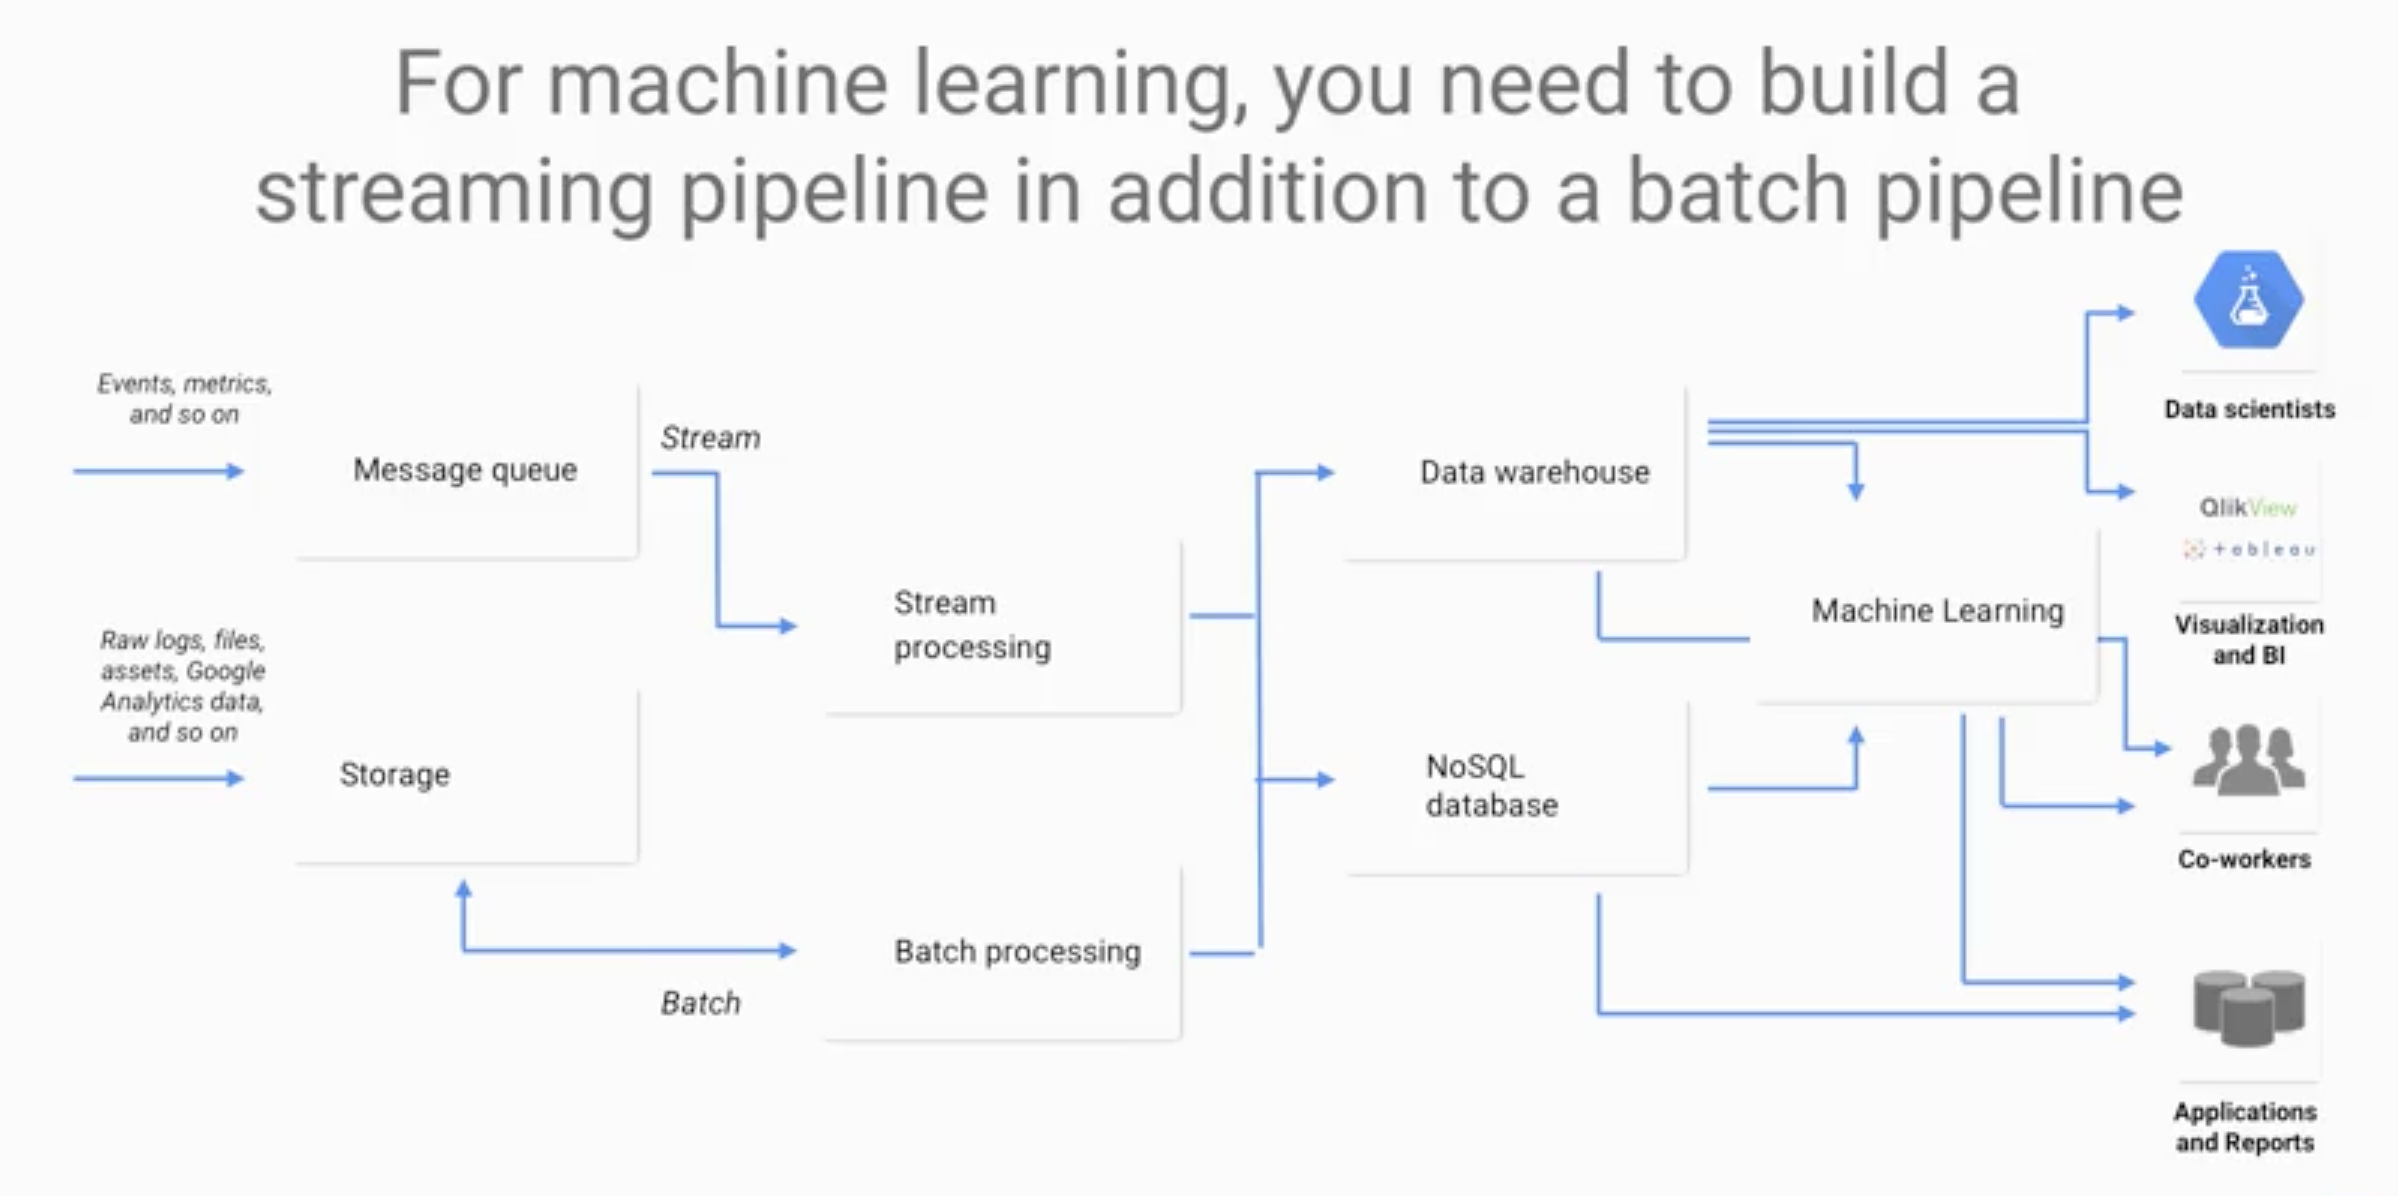 For machine learning, you need to build a
streaming pipeline in addition to a batch pipeline
Events, metrics,
and so on
Message queue
Stream
Raw logs, files,
assets, Google
Analytics data,
and so on
Storage
Stream
processing
Batch processing
Batch
Data warehouse
NoSQL
database
Machine Learning
Data scientists
QlikView
+ableau
Visualization
and BI
Co-workers
Applications
and Reports